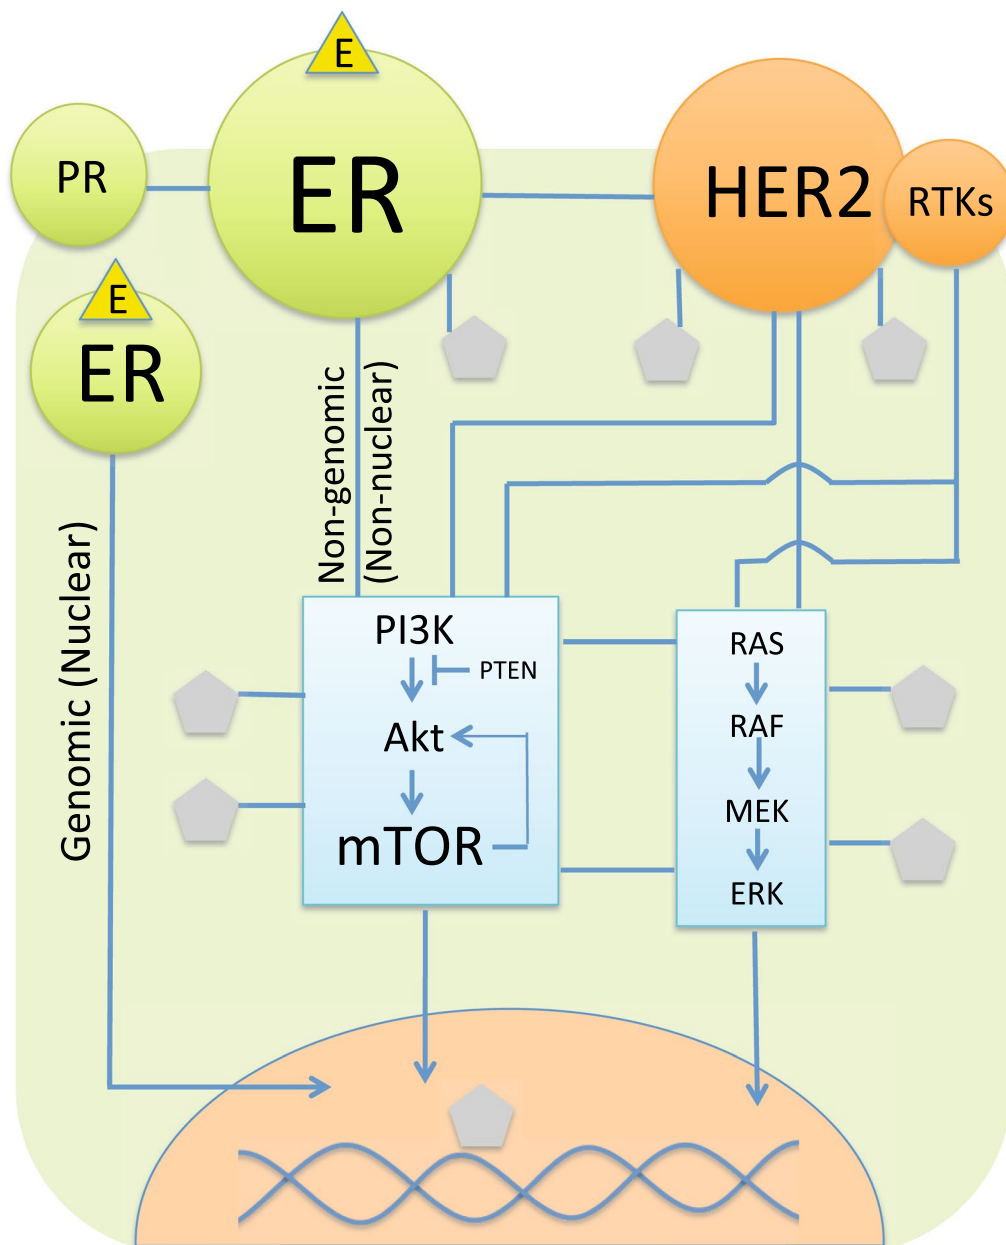 E
PR
ER
HER2
RTKs
E
ER
Non-genomic
(Non-nuclear)
Genomic (Nuclear)
PI3K
PTEN
Akt
mTOR
RAS
RAF
MEK
ERK